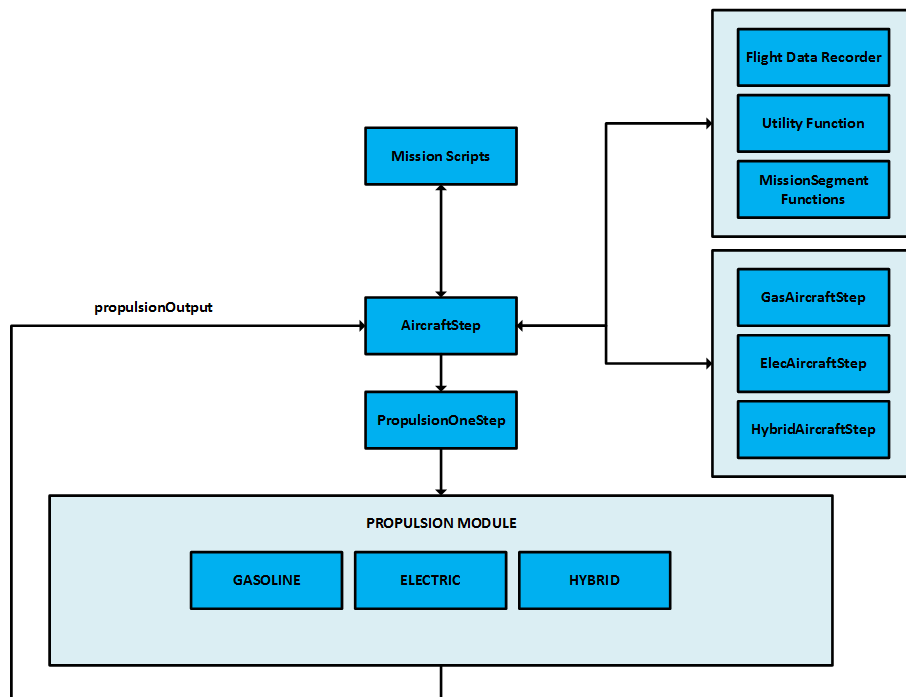 Flight Data Recorder
Utility Function
MissionSegment
Functions
Mission Scripts
propulsionOutput
AircraftStep
GasAircraftStep
ElecAircraftStep
HybridAircraftStep
PropulsionOneStep
PROPULSION MODULE
GASOLINE
ELECTRIC
HYBRID